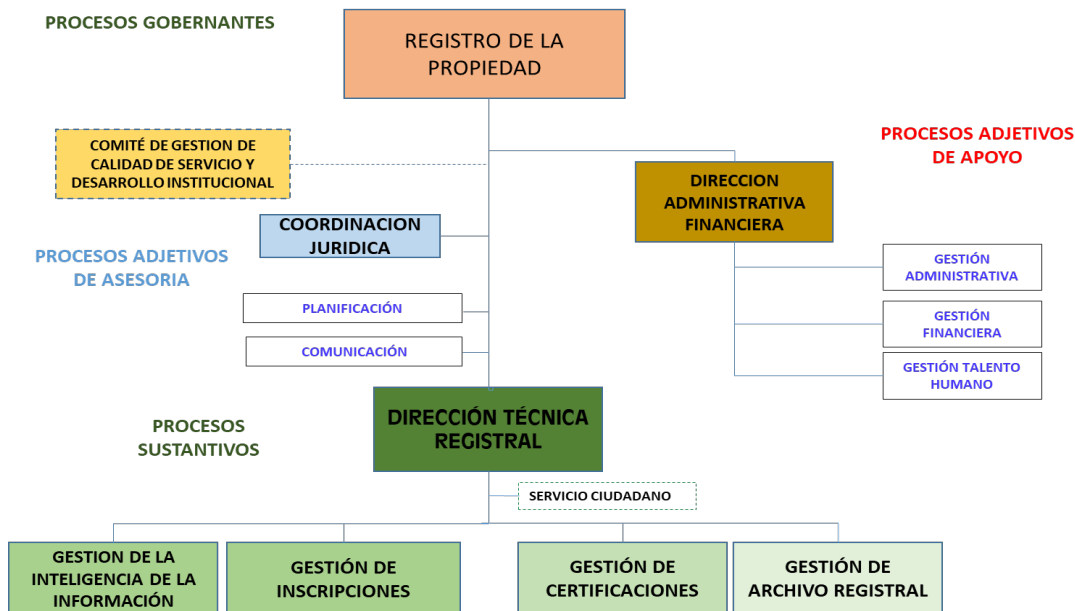 PROCESOS GOBERNANTES
REGISTRO DE LA
PROPIEDAD
COMITÉ DE GESTION DE
CALIDAD DE SERVICIO Y
DESARROLLO INSTITUCIONAL
PROCESOS ADJETIVOS
DE APOYO
DIRECCION
ADMINISTRATIVA
FINANCIERA
COORDINACION
JURIDICA
PROCESOS ADJETIVOS
DE ASESORIA
GESTIÓN
ADMINISTRATIVA
PLANIFICACIÓN
GESTIÓN
FINANCIERA
COMUNICACIÓN
GESTIÓN TALENTO
HUMANO
DIRECCIÓN TÉCNICA
REGISTRAL
PROCESOS
SUSTANTIVOS
SERVICIO CIUDADANO
GESTION DE LA
INTELIGENCIA DE LA
INFORMACIÓN
GESTIÓN DE
INSCRIPCIONES
GESTIÓN DE
CERTIFICACIONES
GESTIÓN DE
ARCHIVO REGISTRAL